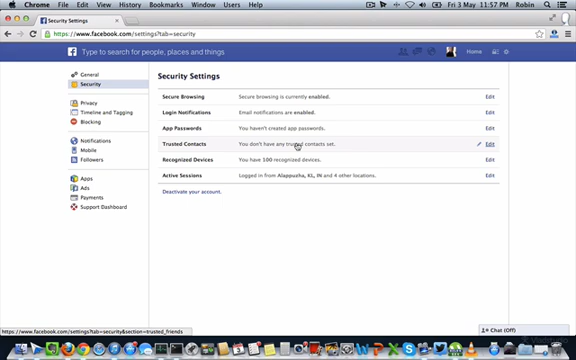 Chrome File Edit View History Bookmarks Window Users Help Fri 3 May 11:57 PM Robin
Security Settings
https://www.facebook.com/settings?tab=security
Type to search for people, places and things
Home
General
Security
Privacy
Timeline and Tagging
Blocking
Notifications
Mobile
Followers
Apps
Ads
Payments
Support Dashboard
Security Settings
Secure Browsing Secure browsing is currently enabled. Edit
Login Notifications Email notifications are enabled. Edit
App Passwords You haven't created app passwords. Edit
Trusted Contacts You don't have any trusted contacts set. Edit
Recognized Devices You have 100 recognized devices. Edit
Active Sessions Logged in from Alappuzha, KL, IN and 4 other locations. Edit
Deactivate your account.
https://www.facebook.com/settings?tab=security&section=trusted_friends
Chat (Off)